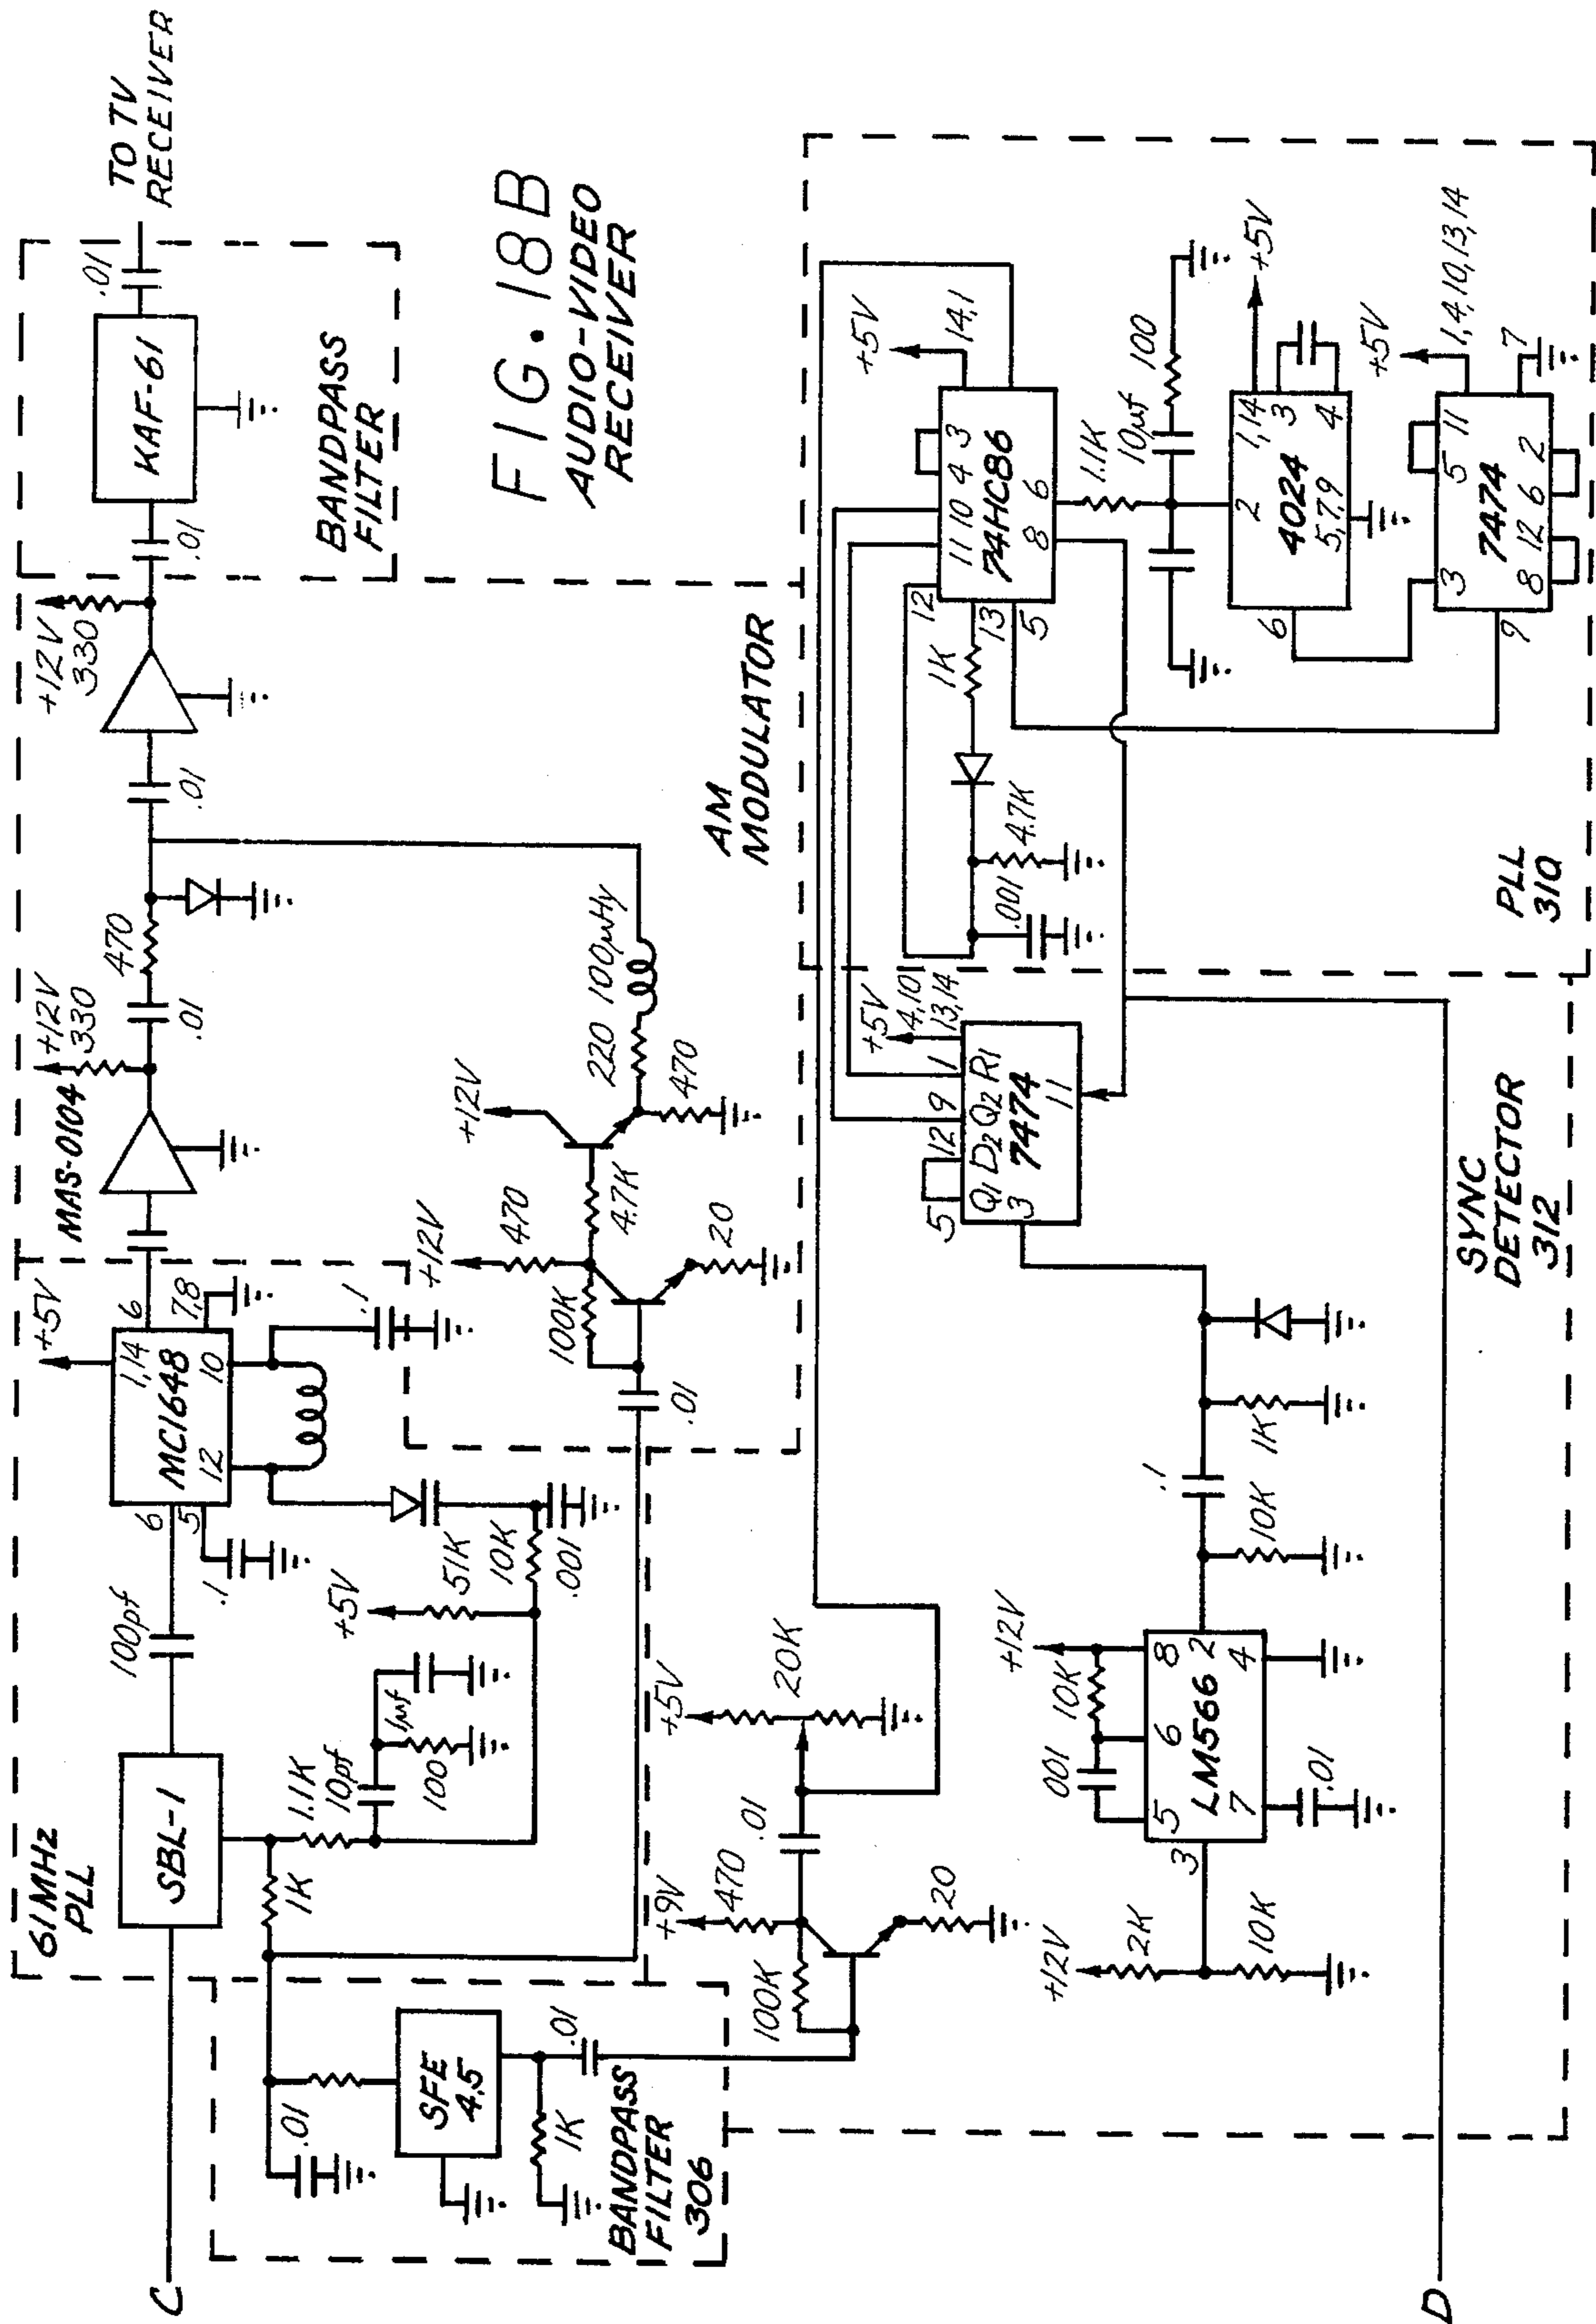 FIG. 18B
AUDIO-VIDEO
RECEIVER
C
61MHz
PLL
SBL-1
100pf
6
5
.1
MC1648
1,14
12
10
+5V
6
7,8
.1
MAS-0104
+12V
330
.01
470
.01
+12V
330
.01
KAF-61
.01
BANDPASS
FILTER
TO TV
RECEIVER
1K
1.1K
10pf
100
1μf
+5V
51K
10K
.001
.01
SFE
4.5
1K
.01
BANDPASS
FILTER
306
.01
100K
+12V
470
4.7K
20
+12V
220
100μHy
470
AM
MODULATOR
100K
+9V
470
20
.01
+5V
20K
+12V
2K
10K
3
LM566
5
6
8
2
7
4
.001
10K
+12V
.01
10K
.1
1K
5
12
9
1
Q1
D2
Q2
R1
3
7474
11
+5V
4,10
13,14
SYNC
DETECTOR
312
.001
4.7K
1K
12
11
10
4
3
74HC86
13
5
8
6
+5V
14,1
1.1K
10μf
100
2
1,14
4024
3
5,7,9
4
6
+5V
3
5
11
7474
9
8
12
6
2
+5V
1,4,10,13,14
7
PLL
310
D